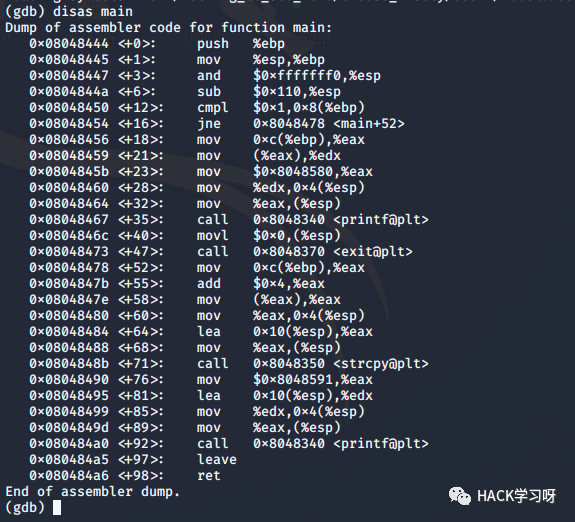 (gdb) disas main
Dump of assembler code for function main:
0×08048444 <+0>: push %ebp
0×08048445 <+1>: mov %esp,%ebp
0×08048447 <+3>: and $0×fffffff0,%esp
0×0804844a <+6>: sub $0×110,%esp
0×08048450 <+12>: cmpl $0×1,0×8(%ebp)
0×08048454 <+16>: jne 0×8048478 <main+52>
0×08048456 <+18>: mov 0×c(%ebp),%eax
0×08048459 <+21>: mov (%eax),%edx
0×0804845b <+23>: mov $0×8048580,%eax
0×08048460 <+28>: mov %edx,0×4(%esp)
0×08048464 <+32>: mov %eax,(%esp)
0×08048467 <+35>: call 0×8048340 <printf@plt>
0×0804846c <+40>: movl $0×0,(%esp)
0×08048473 <+47>: call 0×8048370 <exit@plt>
0×08048478 <+52>: mov 0×c(%ebp),%eax
0×0804847b <+55>: add $0×4,%eax
0×0804847e <+58>: mov (%eax),%eax
0×08048480 <+60>: mov %eax,0×4(%esp)
0×08048484 <+64>: lea 0×10(%esp),%eax
0×08048488 <+68>: mov %eax,(%esp)
0×0804848b <+71>: call 0×8048350 <strcpy@plt>
0×08048490 <+76>: mov $0×8048591,%eax
0×08048495 <+81>: lea 0×10(%esp),%edx
0×08048499 <+85>: mov %edx,0×4(%esp)
0×0804849d <+89>: mov %eax,(%esp)
0×080484a0 <+92>: call 0×8048340 <printf@plt>
0×080484a5 <+97>: leave
0×080484a6 <+98>: ret
End of assembler dump.
(gdb)
HACK学习呀